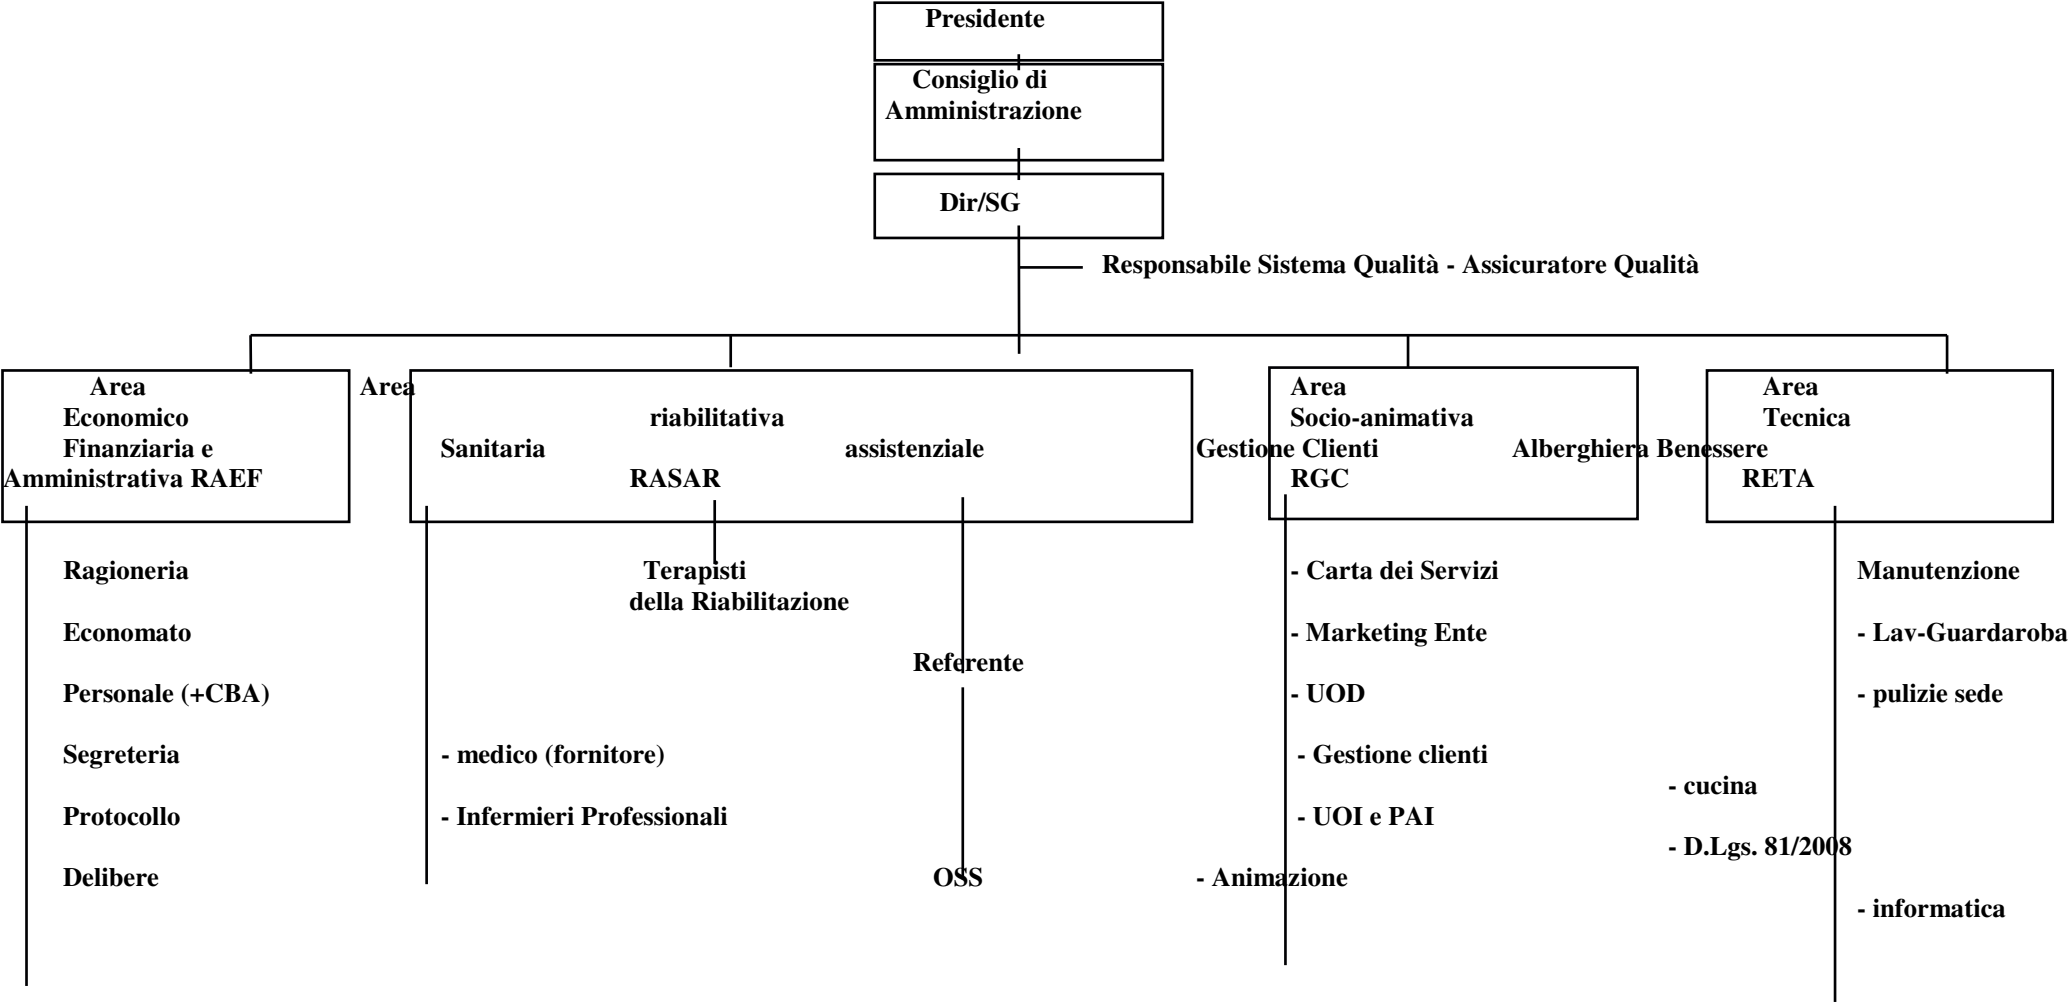 Presidente
Consiglio di
Amministrazione
Dir/SG
Responsabile Sistema Qualità - Assicuratore Qualità
Area
Economico
Finanziaria e
Amministrativa RAEF
Ragioneria
Economato
Personale (+CBA)
Segreteria
Protocollo
Delibere
Area
riabilitativa
Sanitaria assistenziale
RASAR
Terapisti
della Riabilitazione
Referente
- medico (fornitore)
- Infermieri Professionali
OSS
Area
Socio-animativa
Gestione Clienti
RGC
- Carta dei Servizi
- Marketing Ente
- UOD
- Gestione clienti
- UOI e PAI
- Animazione
Area
Tecnica
Alberghiera Benessere
RETA
Manutenzione
- Lav-Guardaroba
- pulizie sede
- cucina
- D.Lgs. 81/2008
- informatica